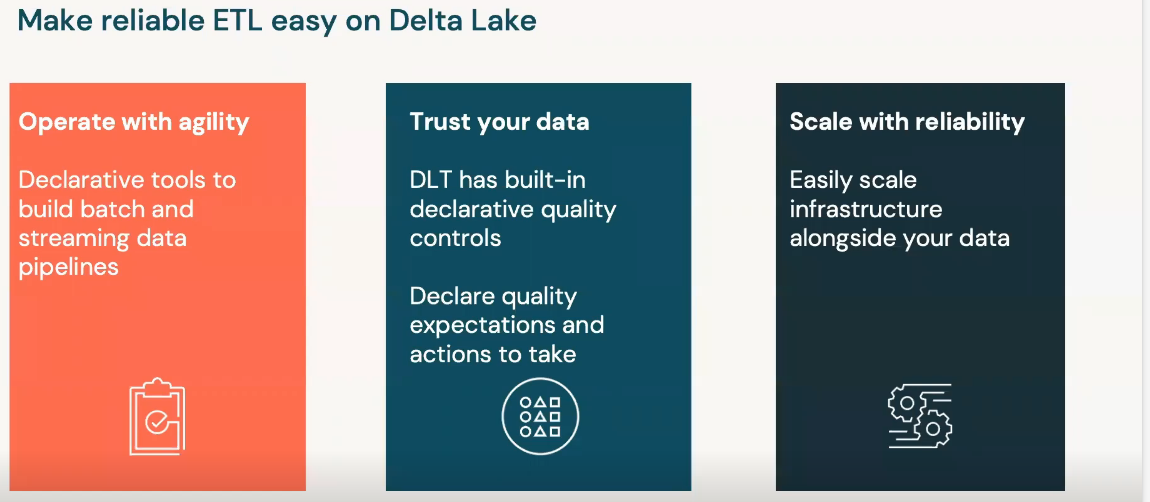 Make reliable ETL easy on Delta Lake
Operate with agility
Declarative tools to
build batch and
streaming data
pipelines
Trust your data
DLT has built-in
declarative quality
controls
Declare quality
expectations and
actions to take
Scale with reliability
Easily scale
infrastructure
alongside your data